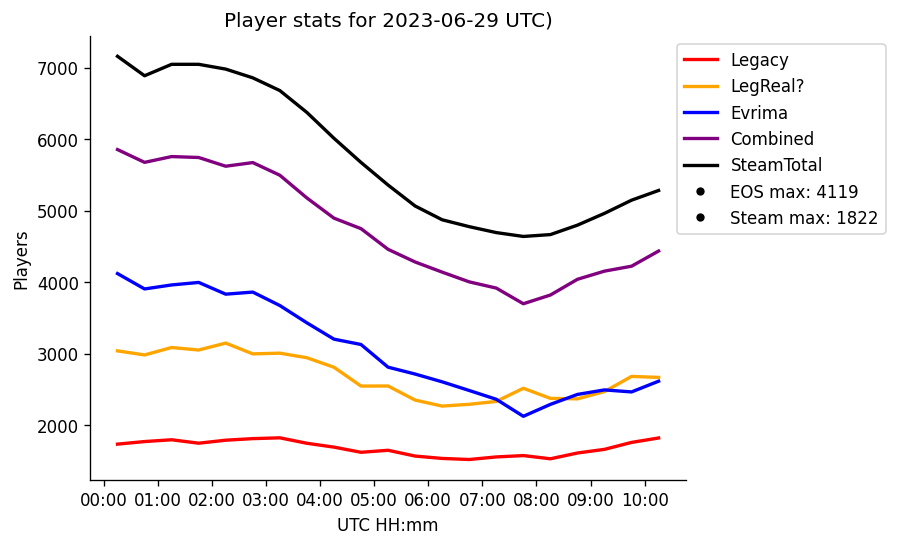 Player stats for 2023-06-29 UTC)
Legacy
LegReal?
Evrima
Combined
SteamTotal
EOS max: 4119
Steam max: 1822
Players
7000
6000
5000
4000
3000
2000
00:00 01:00 02:00 03:00 04:00 05:00 06:00 07:00 08:00 09:00 10:00
UTC HH:mm